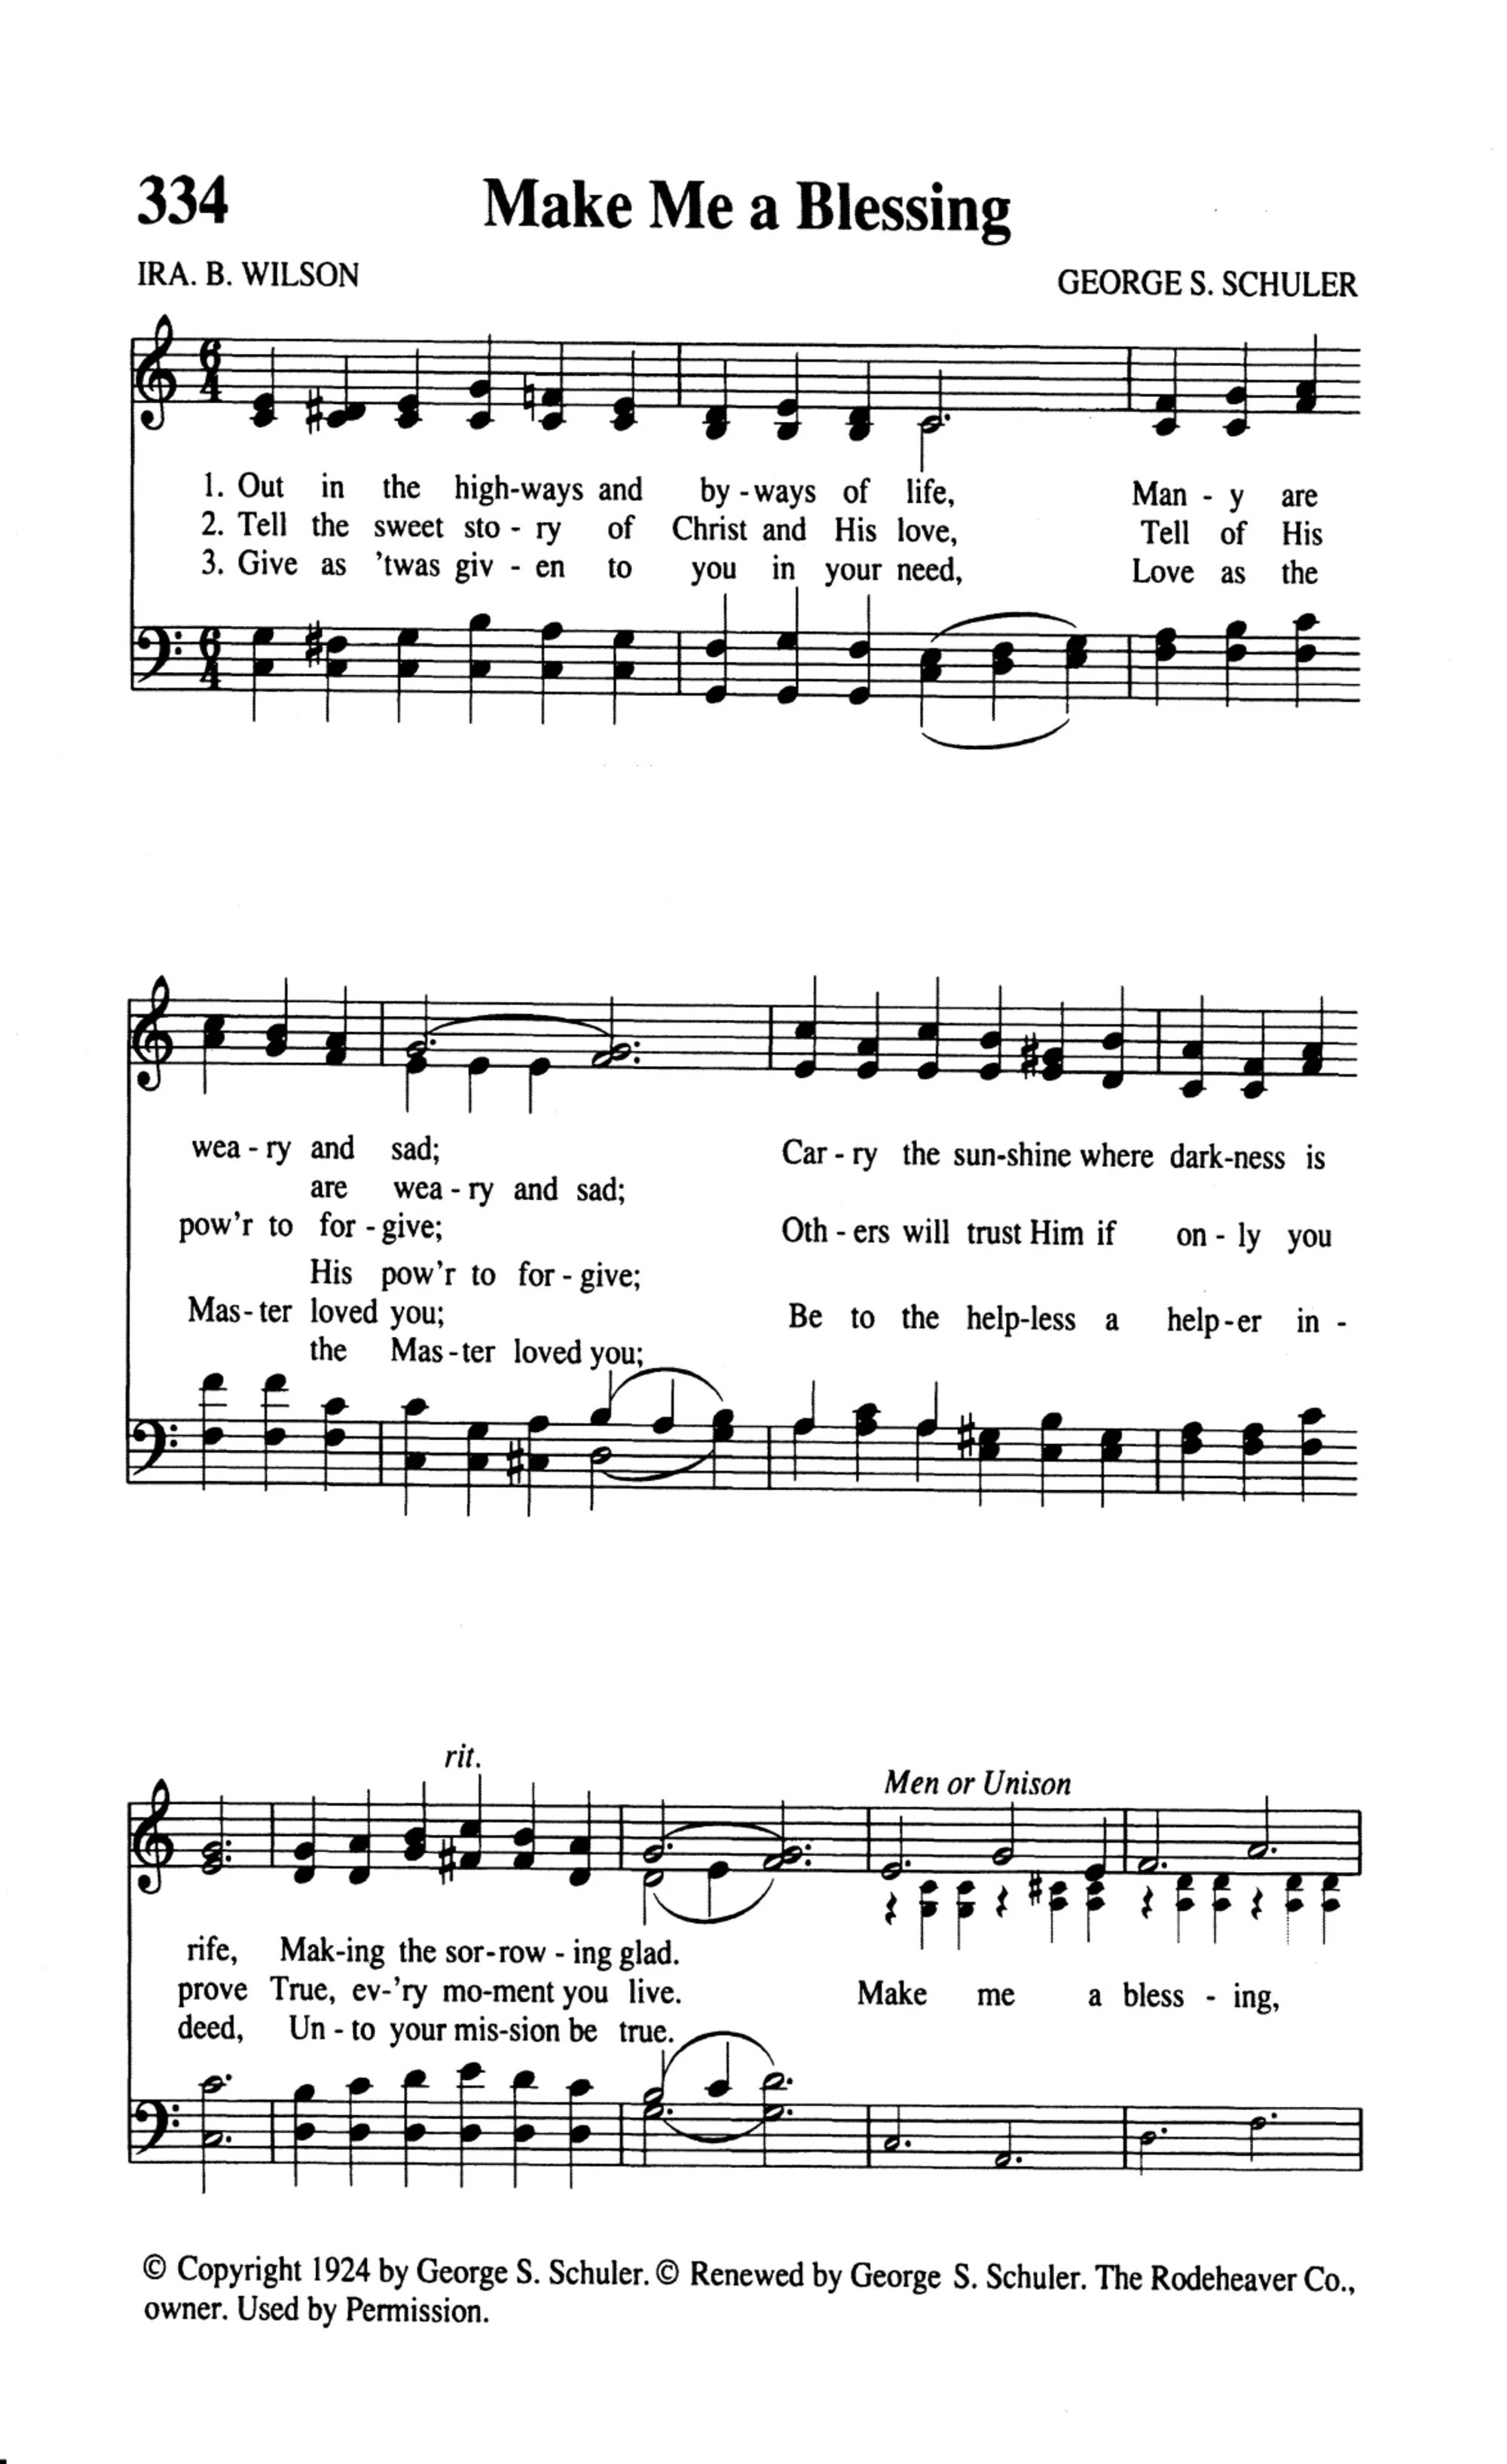 334 Make Me a Blessing
IRA. B. WILSON GEORGE S. SCHULER
1. Out in the high-ways and by-ways of life, Man-y are
2. Tell the sweet sto-ry of Christ and His love, Tell of His
3. Give as 'twas giv-en to you in your need, Love as the
wea-ry and sad; Car-ry the sun-shine where dark-ness is
are wea-ry and sad;
pow'r to for-give; Oth-ers will trust Him if on-ly you
His pow'r to for-give;
Mas-ter loved you; Be to the help-less a help-er in-
the Mas-ter loved you;
rit.
Men or Unison
rife, Mak-ing the sor-row-ing glad.
prove True, ev-'ry mo-ment you live. Make me a bless-ing,
deed, Un-to your mis-sion be true.
© Copyright 1924 by George S. Schuler. © Renewed by George S. Schuler. The Rodeheaver Co.,
owner. Used by Permission.